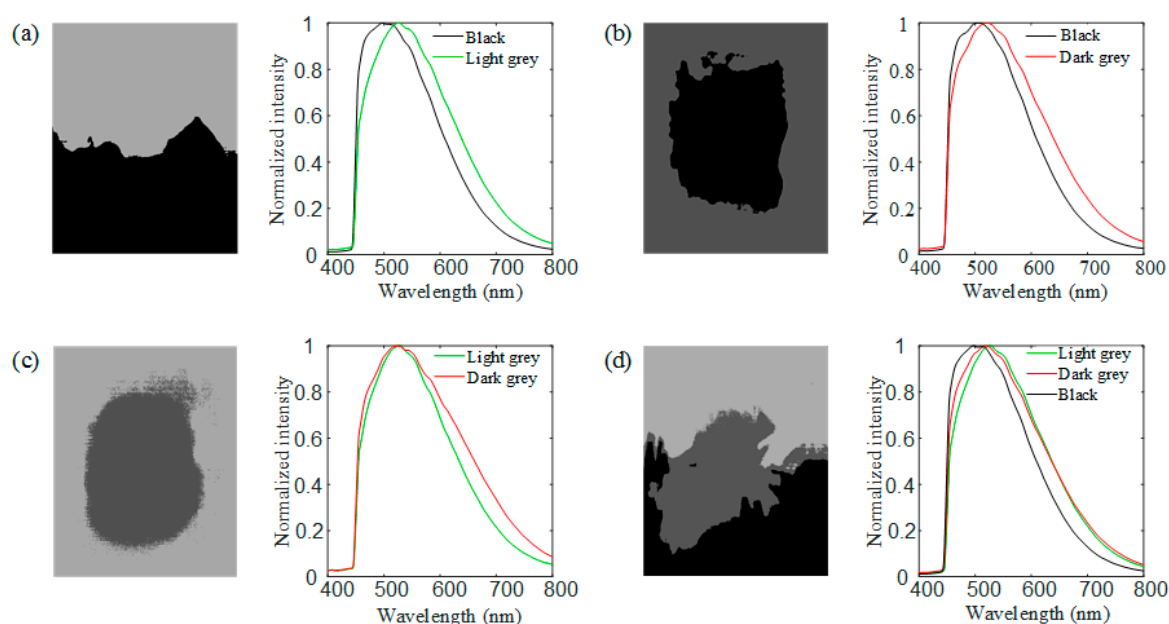 (a)
Normalized intensity
1
0.8
0.6
0.4
0.2
0
Black
Light grey
400 500 600 700 800
Wavelength (nm)
(b)
Normalized intensity
1
0.8
0.6
0.4
0.2
0
Black
Dark grey
400 500 600 700 800
Wavelength (nm)
(c)
Normalized intensity
1
0.8
0.6
0.4
0.2
0
Light grey
Dark grey
400 500 600 700 800
Wavelength (nm)
(d)
Normalized intensity
1
0.8
0.6
0.4
0.2
0
Light grey
Dark grey
Black
400 500 600 700 800
Wavelength (nm)